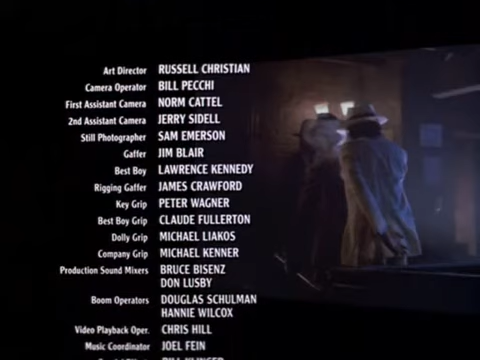 Art Director RUSSELL CHRISTIAN
Camera Operator BILL PECCHI
First Assistant Camera NORM CATTEL
2nd Assistant Camera JERRY SIDELL
Still Photographer SAM EMERSON
Gaffer JIM BLAIR
Best Boy LAWRENCE KENNEDY
Rigging Gaffer JAMES CRAWFORD
Key Grip PETER WAGNER
Best Boy Grip CLAUDE FULLERTON
Dolly Grip MICHAEL LIAKOS
Company Grip MICHAEL KENNER
Production Sound Mixers BRUCE BISENZ
DON LUSBY
Boom Operators DOUGLAS SCHULMAN
HANNIE WILCOX
Video Playback Oper. CHRIS HILL
Music Coordinator JOEL FEIN